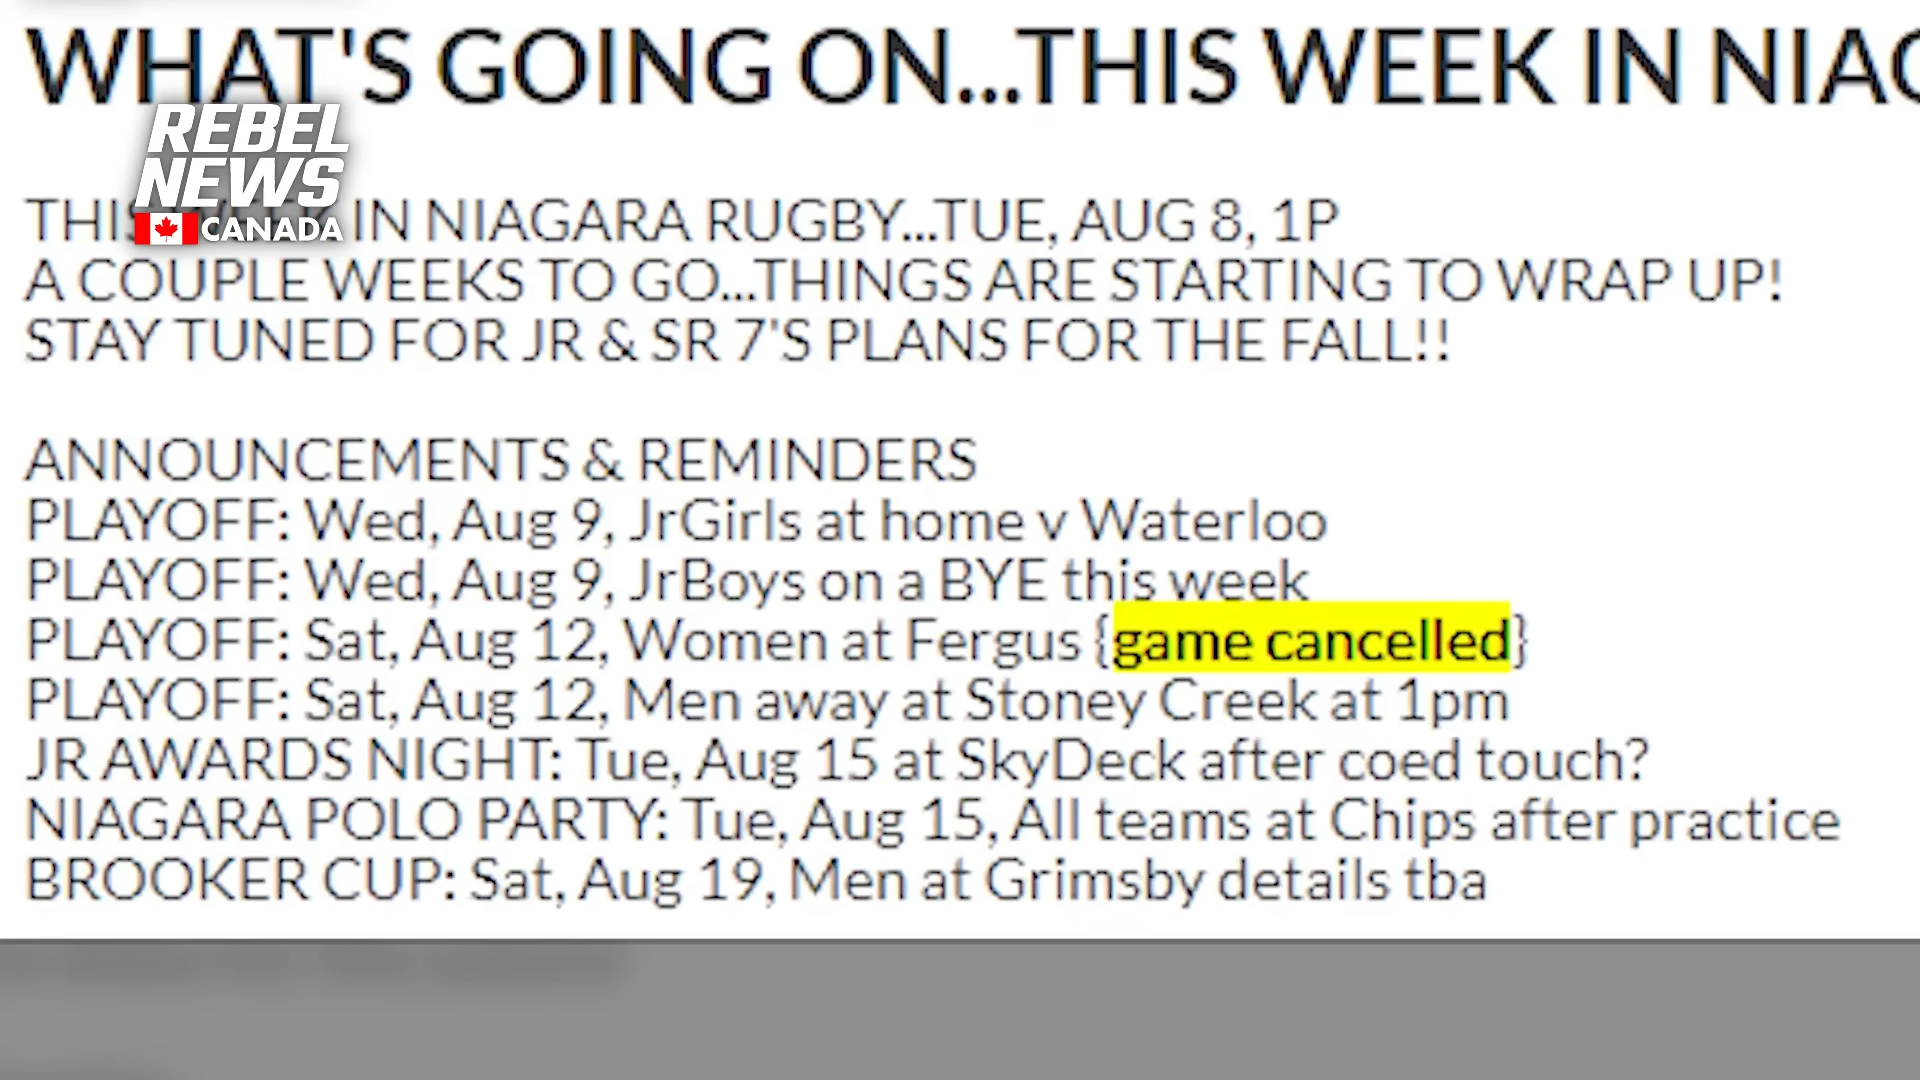 WHAT'S GOING ON...THIS WEEK IN NIAG
REBEL
NEWS
CANADA
THIS WEEK IN NIAGARA RUGBY...TUE, AUG 8, 1P
A COUPLE WEEKS TO GO...THINGS ARE STARTING TO WRAP UP!
STAY TUNED FOR JR & SR 7'S PLANS FOR THE FALL!!
ANNOUNCEMENTS & REMINDERS
PLAYOFF: Wed, Aug 9, JrGirls at home v Waterloo
PLAYOFF: Wed, Aug 9, JrBoys on a BYE this week
PLAYOFF: Sat, Aug 12, Women at Fergus {game cancelled}
PLAYOFF: Sat, Aug 12, Men away at Stoney Creek at 1pm
JR AWARDS NIGHT: Tue, Aug 15 at SkyDeck after coed touch?
NIAGARA POLO PARTY: Tue, Aug 15, All teams at Chips after practice
BROOKER CUP: Sat, Aug 19, Men at Grimsby details tba